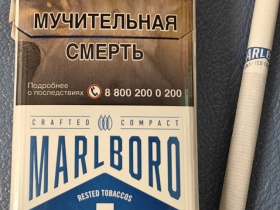 МУЧИТЕЛЬНАЯ
СМЕРТЬ
Подробнее
о последствиях
8 800 200 0 200
CRAFTED COMPACT
MARLBORO
RESTED TOBACCOS